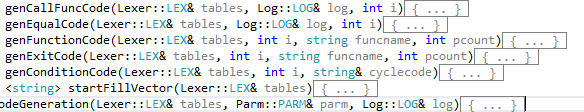 genCallFuncCode(Lexer::LEX& tables, Log::LOG& log, int i){ ... }
genEqualCode(Lexer::LEX& tables, Log::LOG& log, int i){ ... }
genFunctionCode(Lexer::LEX& tables, int i, string funcname, int pcount){ ... }
genExitCode(Lexer::LEX& tables, int i, string funcname, int pcount){ ... }
genConditionCode(Lexer::LEX& tables, int i, string& cyclecode){ ... }
<string> startFillVector(Lexer::LEX& tables){ ... }
odeGeneration(Lexer::LEX& tables, Parm::PARM& parm, Log::LOG& log){ ... }